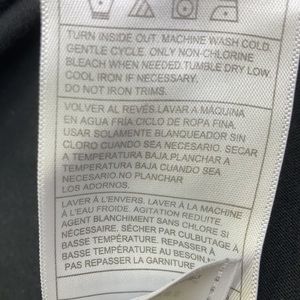 TURN INSIDE OUT. MACHINE WASH COLD.
GENTLE CYCLE. ONLY NON-CHLORINE
BLEACH WHEN NEEDED.TUMBLE DRY LOW.
COOL IRON IF NECESSARY.
DO NOT IRON TRIMS.
VOLVER AL REVÉS.LAVAR A MÁQUINA
EN AGUA FRÍA.CICLO DE ROPA FINA.
USAR SOLAMENTE BLANQUEADOR SIN
CLORO CUANDO SEA NECESARIO. SECAR
A TEMPERATURA BAJA.PLANCHAR A
TEMPERATURA BAJA CUANDO SEA
NECESARIO.NO PLANCHAR
LOS ADORNOS.
LAVER À L'ENVERS. LAVER À LA MACHINE
À L'EAU FROIDE. AGITATION RÉDUITE
AGENT BLANCHIMENT SANS CHLORE SI
NÉCESSAIRE. SÉCHER PAR CULBUTAGE À
BASSE TEMPÉRATURE. REPASSER À
BASSE TEMPÉRATURE AU BESOIN.
PAS REPASSER LA GARNITURE